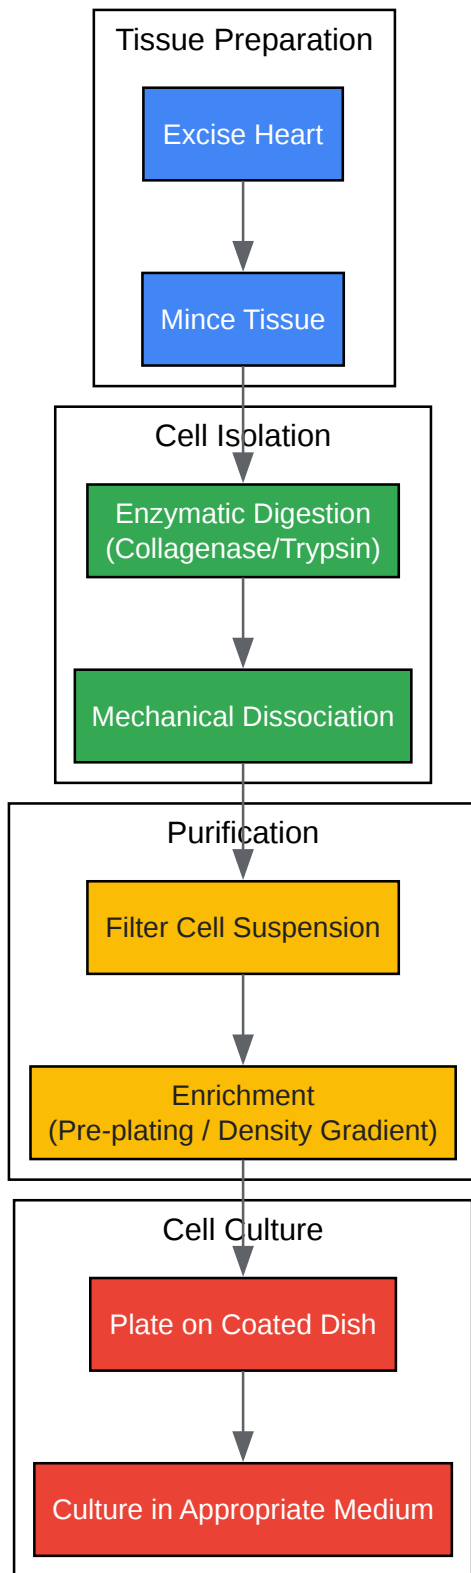 Tissue Preparation
Excise Heart
Mince Tissue
Cell Isolation
Enzymatic Digestion
(Collagenase/Trypsin)
Mechanical Dissociation
Purification
Filter Cell Suspension
Enrichment
(Pre-plating / Density Gradient)
Cell Culture
Plate on Coated Dish
Culture in Appropriate Medium